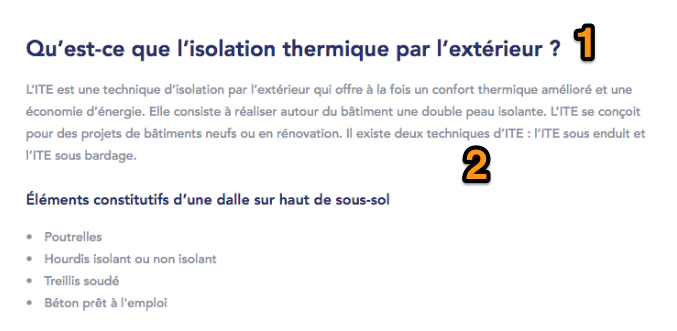 Qu'est-ce que l'isolation thermique par l'extérieur ? 1
L'ITE est une technique d'isolation par l'extérieur qui offre à la fois un confort thermique amélioré et une
économie d'énergie. Elle consiste à réaliser autour du bâtiment une double peau isolante. L'ITE se conçoit
pour des projets de bâtiments neufs ou en rénovation. Il existe deux techniques d'ITE : l'ITE sous enduit et
l'ITE sous bardage.
2
Éléments constitutifs d'une dalle sur haut de sous-sol
• Poutrelles
• Hourdis isolant ou non isolant
• Treillis soudé
• Béton prêt à l'emploi